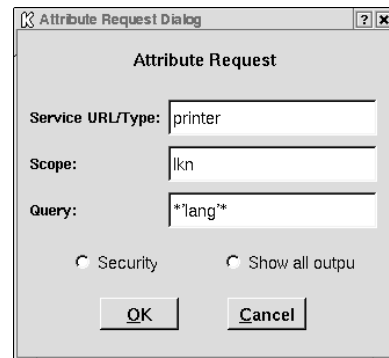 Attribute Request Dialog ?
Attribute Request
Service URL/Type: printer
Scope: lkn
Query: *'lang'*
Security Show all outpu
OK Cancel